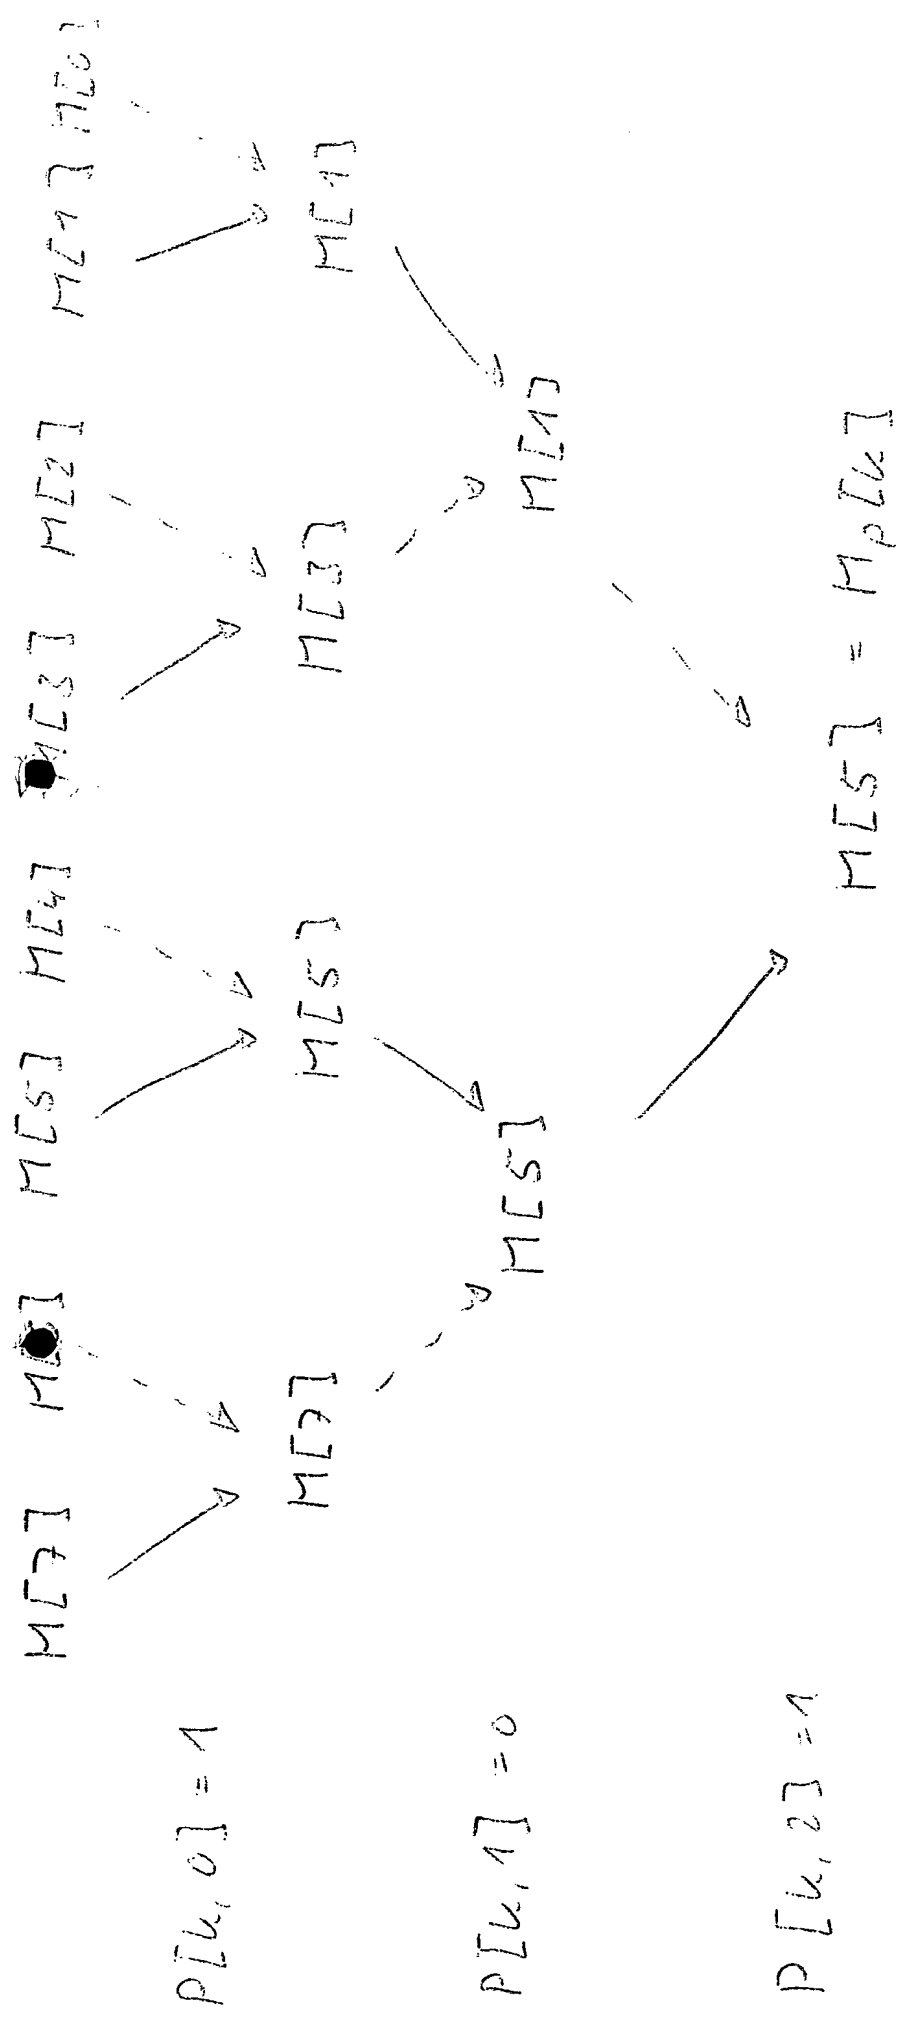 M[7] M[5] M[4] M[3] M[2] M[1] M[0]
P[k,0] = 1
M[7] M[5] M[3] M[1]
P[k,1] = 0 M[5] M[1]
P[k,2] = 1
M[5] = Mp[k]